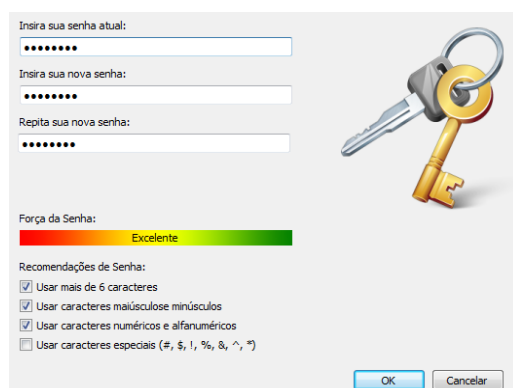 Insira sua senha atual:
••••••••
Insira sua nova senha:
••••••••
Repita sua nova senha:
••••••••
Força da Senha:
Excelente
Recomendações de Senha:
Usar mais de 6 caracteres
Usar caracteres maiúsculose minúsculos
Usar caracteres numéricos e alfanuméricos
Usar caracteres especiais (#, $, !, %, &, ^, *)
OK Cancelar